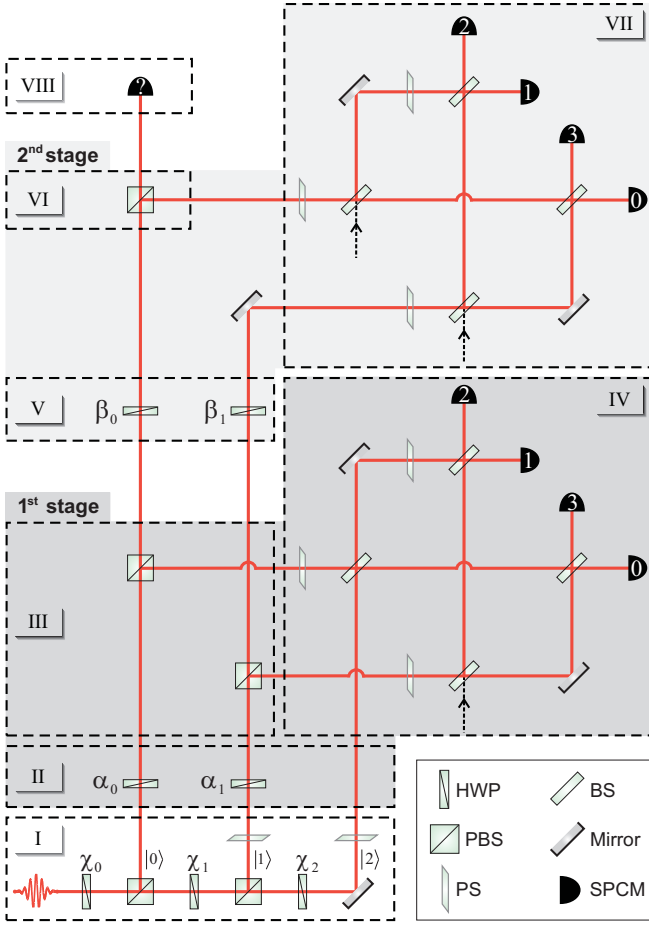 2
VII
VIII
?
1
3
2nd stage
VI
0
V
β0
β1
2
IV
1
1st stage
3
0
III
II
α0
α1
I
χ0
|0⟩
χ1
|1⟩
χ2
|2⟩
HWP
BS
PBS
Mirror
PS
SPCM